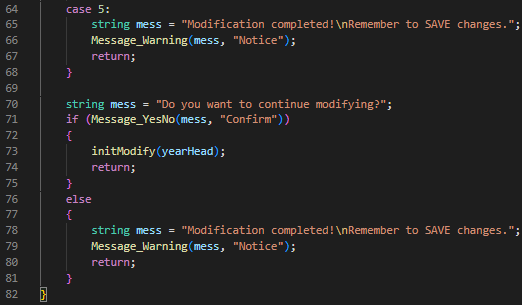 64 case 5:
65 string mess = "Modification completed!\nRemember to SAVE changes.";
66 Message_Warning(mess, "Notice");
67 return;
68 }
69
70 string mess = "Do you want to continue modifying?";
71 if (Message_YesNo(mess, "Confirm"))
72 {
73 initModify(yearHead);
74 return;
75 }
76 else
77 {
78 string mess = "Modification completed!\nRemember to SAVE changes.";
79 Message_Warning(mess, "Notice");
80 return;
81 }
82 }